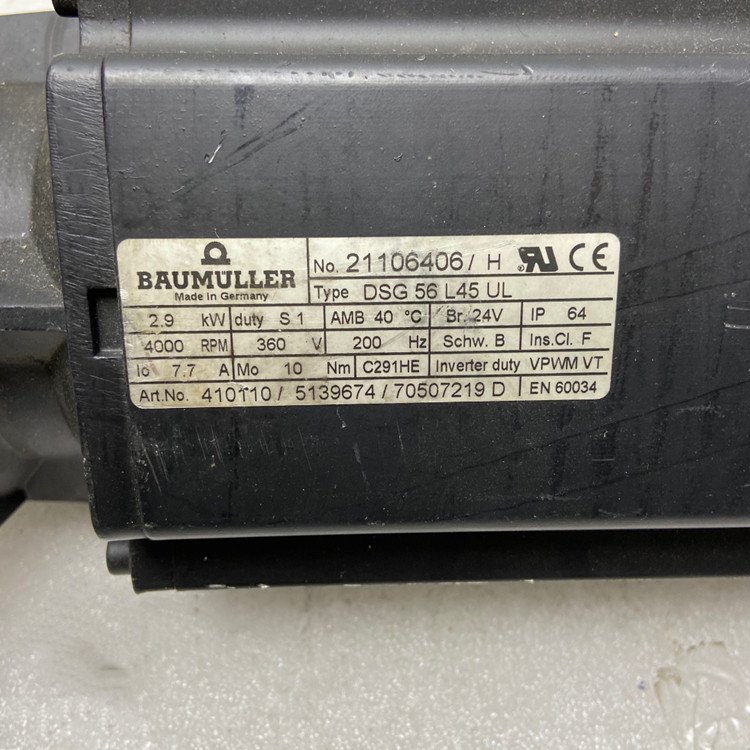 BAUMULLER
Made in Germany
No. 21106406/ H RU CE
Type DSG 56 L45 UL
2.9 kW duty S 1 AMB 40 °C Br. 24V IP 64
4000 RPM 360 V 200 Hz Schw. B Ins.Cl. F
Io 7.7 A Mo 10 Nm C291HE Inverter duty VPWM VT
Art.No. 410110/ 5139674/70507219 D EN 60034